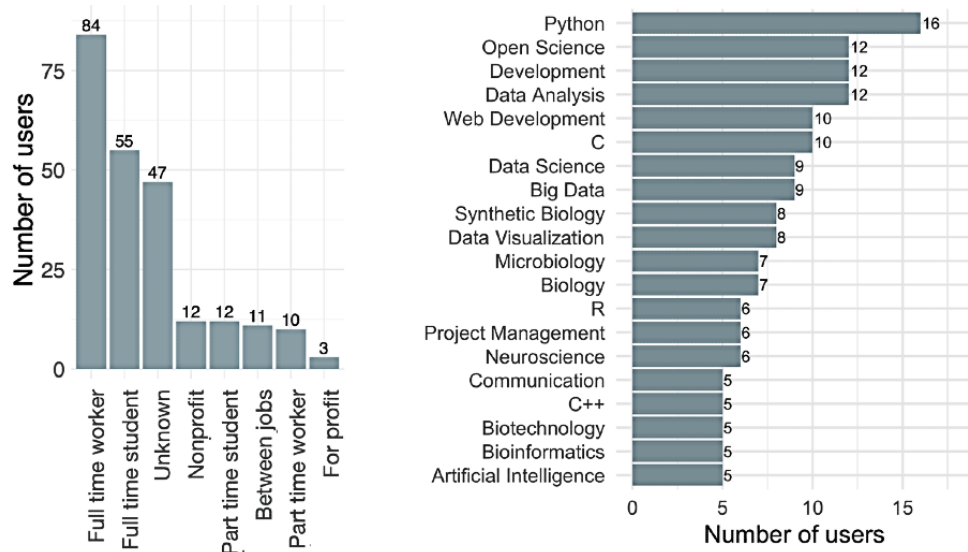 Number of users
75
50
25
0
84
55
47
12
12
11
10
3
Full time worker
Full time student
Unknown
Nonprofit
Part time student
Between jobs
Part time worker
For profit
Python 16
Open Science 12
Development 12
Data Analysis 12
Web Development 10
C 10
Data Science 9
Big Data 9
Synthetic Biology 8
Data Visualization 8
Microbiology 7
Biology 7
R 6
Project Management 6
Neuroscience 6
Communication 5
C++ 5
Biotechnology 5
Bioinformatics 5
Artificial Intelligence 5
0 5 10 15
Number of users